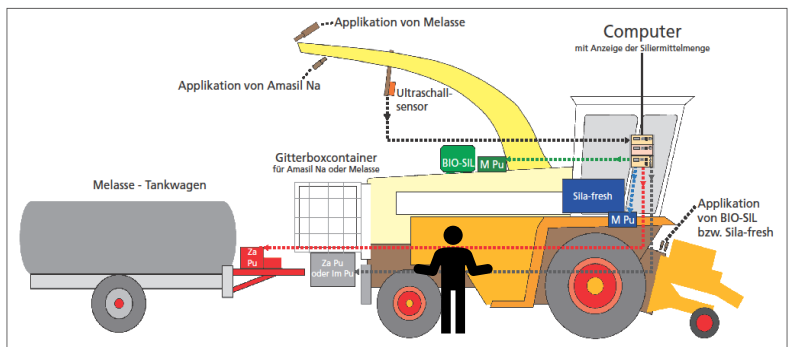 Applikation von Melasse
Computer
mit Anzeige der Siliermittelmenge
Applikation von Amasil Na
Ultraschall-
sensor
BIO-SIL
M Pu
Gitterboxcontainer
für Amasil Na oder Melasse
Melasse - Tankwagen
Sila-fresh
M Pu
Applikation
von BIO-SIL
bzw. Sila-fresh
Za
Pu
Za Pu
oder Im Pu